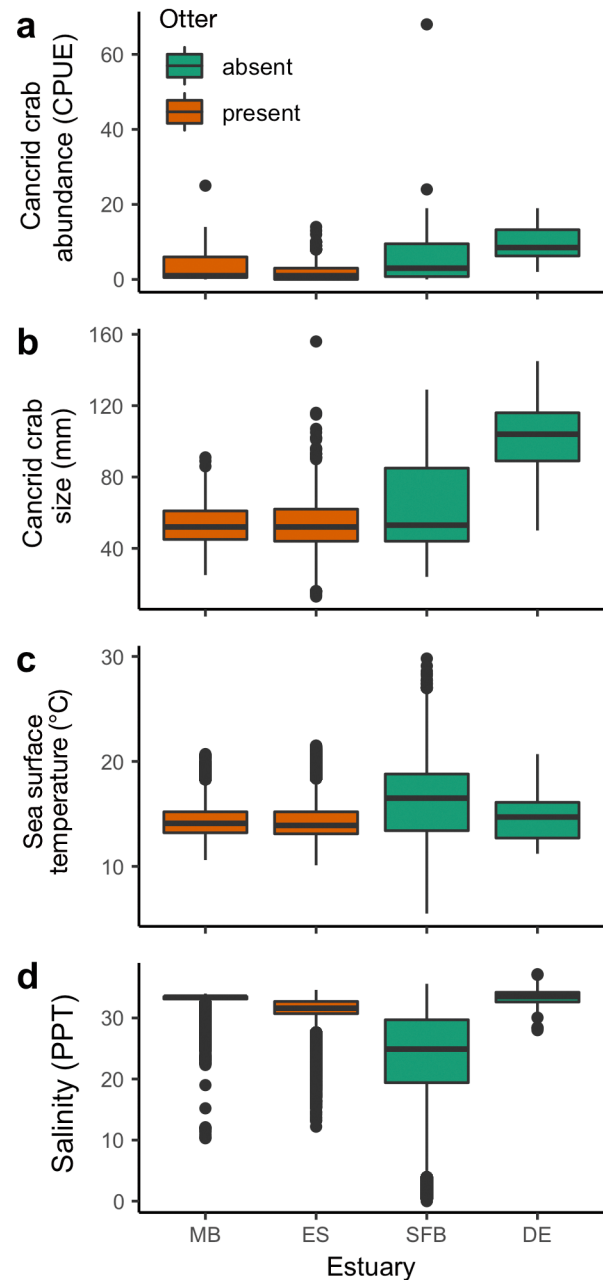 a
Otter
absent
present
Cancrid crab
abundance (CPUE)
60
40
20
0
b
Cancrid crab
size (mm)
160
120
80
40
c
Sea surface
temperature (°C)
30
20
10
d
Salinity (PPT)
30
20
10
0
MB ES SFB DE
Estuary